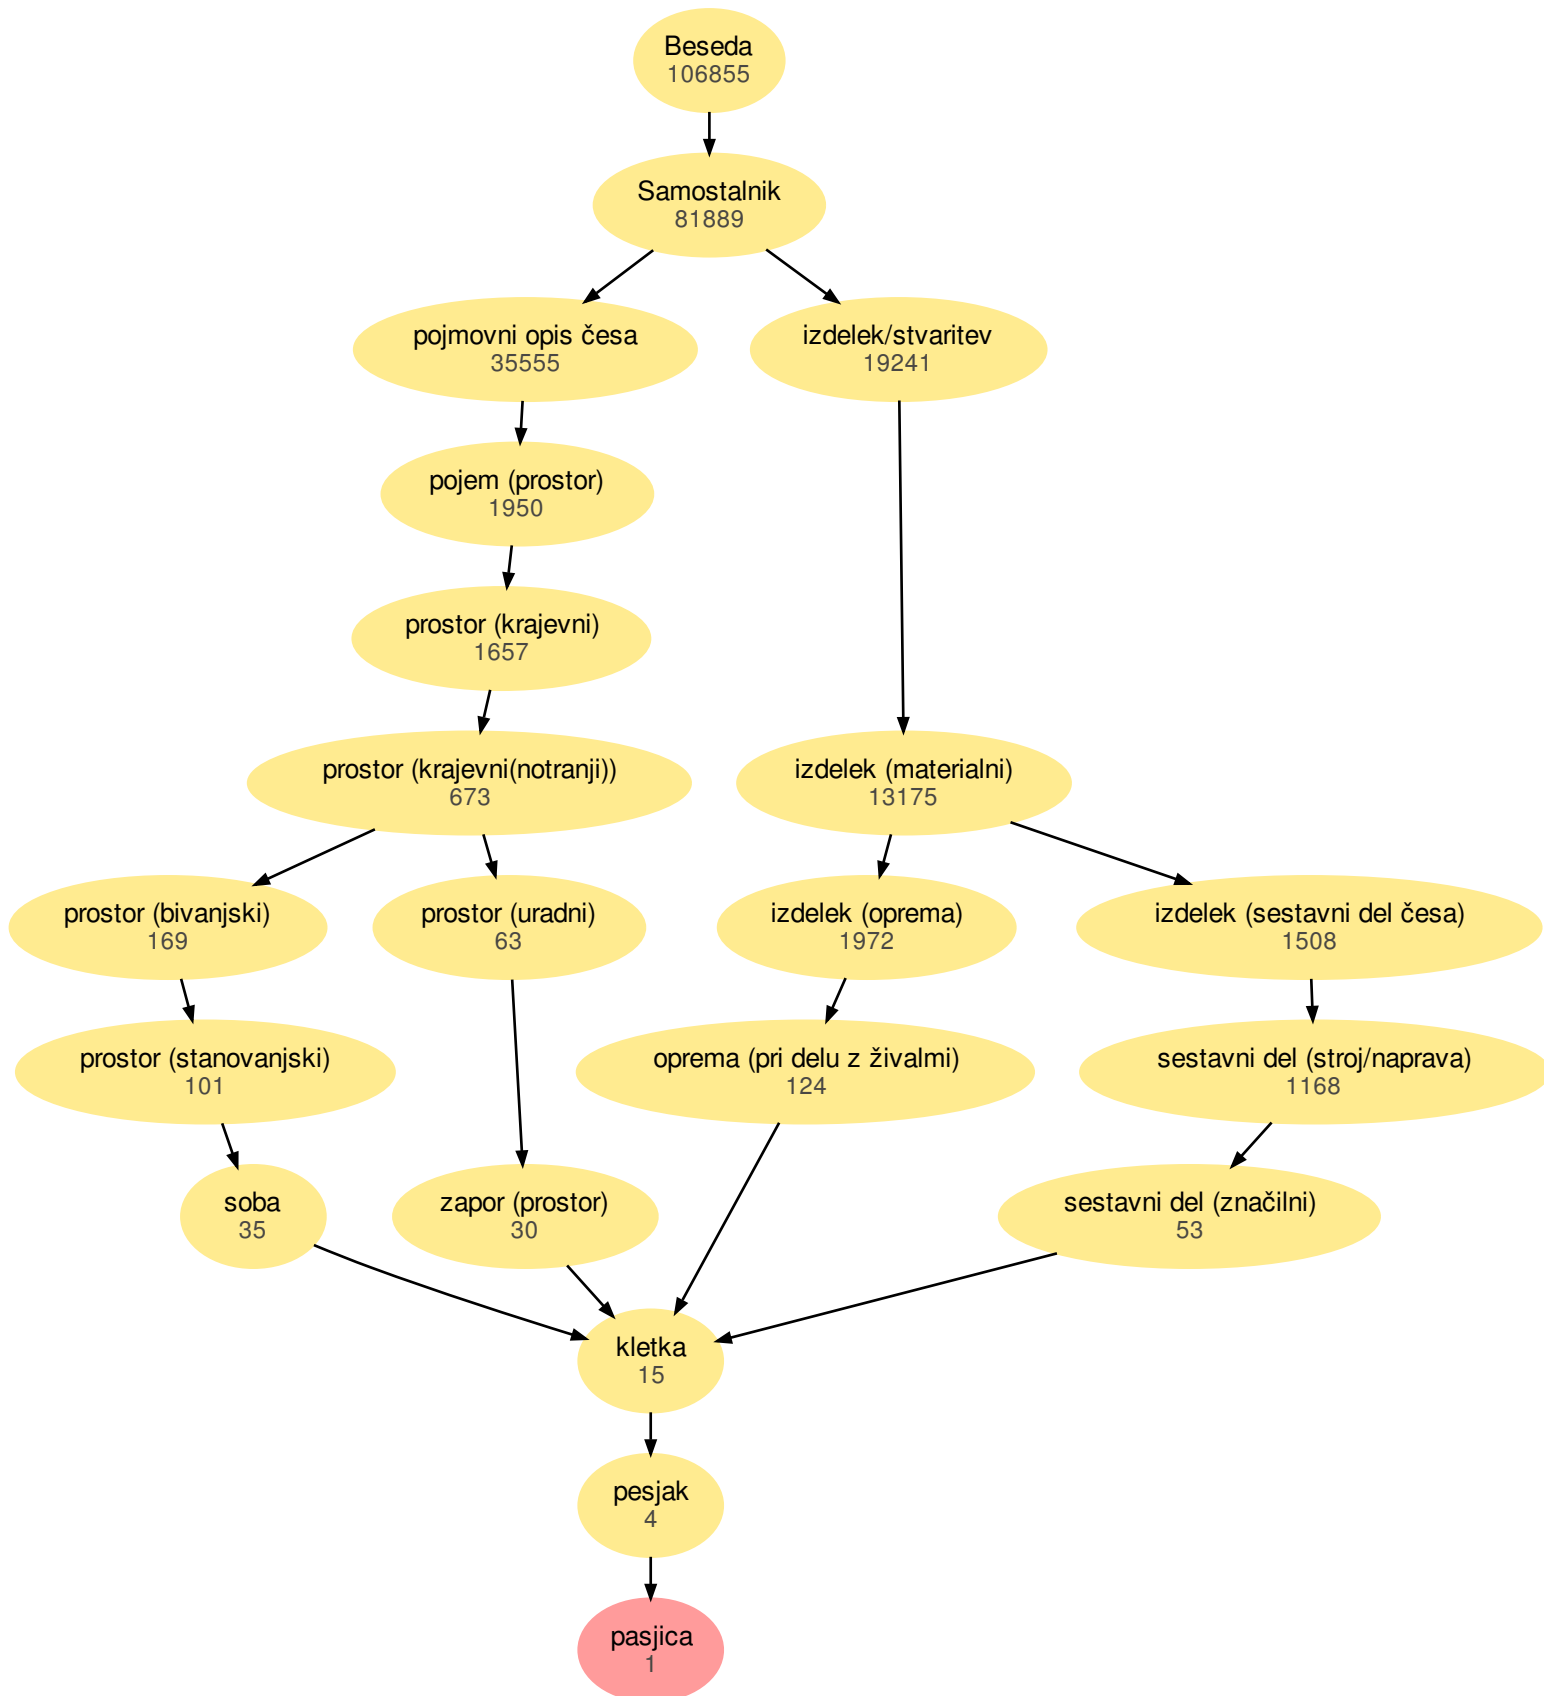 Beseda
106855
Samostalnik
81889
pojmovni opis česa
35555
izdelek/stvaritev
19241
pojem (prostor)
1950
prostor (krajevni)
1657
prostor (krajevni(notranji))
673
izdelek (materialni)
13175
prostor (bivanjski)
169
prostor (uradni)
63
izdelek (oprema)
1972
izdelek (sestavni del česa)
1508
prostor (stanovanjski)
101
oprema (pri delu z živalmi)
124
sestavni del (stroj/naprava)
1168
soba
35
zapor (prostor)
30
sestavni del (značilni)
53
kletka
15
pesjak
4
pasjica
1